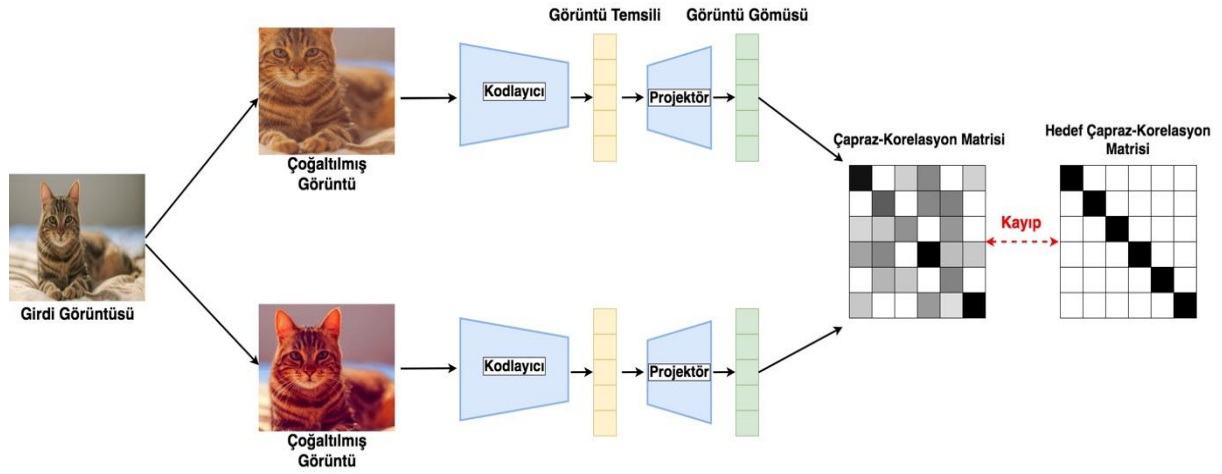 Görüntü Temsili
Görüntü Gömüsü
Kodlayıcı
Projektör
Çoğaltılmış
Görüntü
Çapraz-Korelasyon Matrisi
Hedef Çapraz-Korelasyon
Matrisi
Kayıp
Girdi Görüntüsü
Kodlayıcı
Projektör
Çoğaltılmış
Görüntü